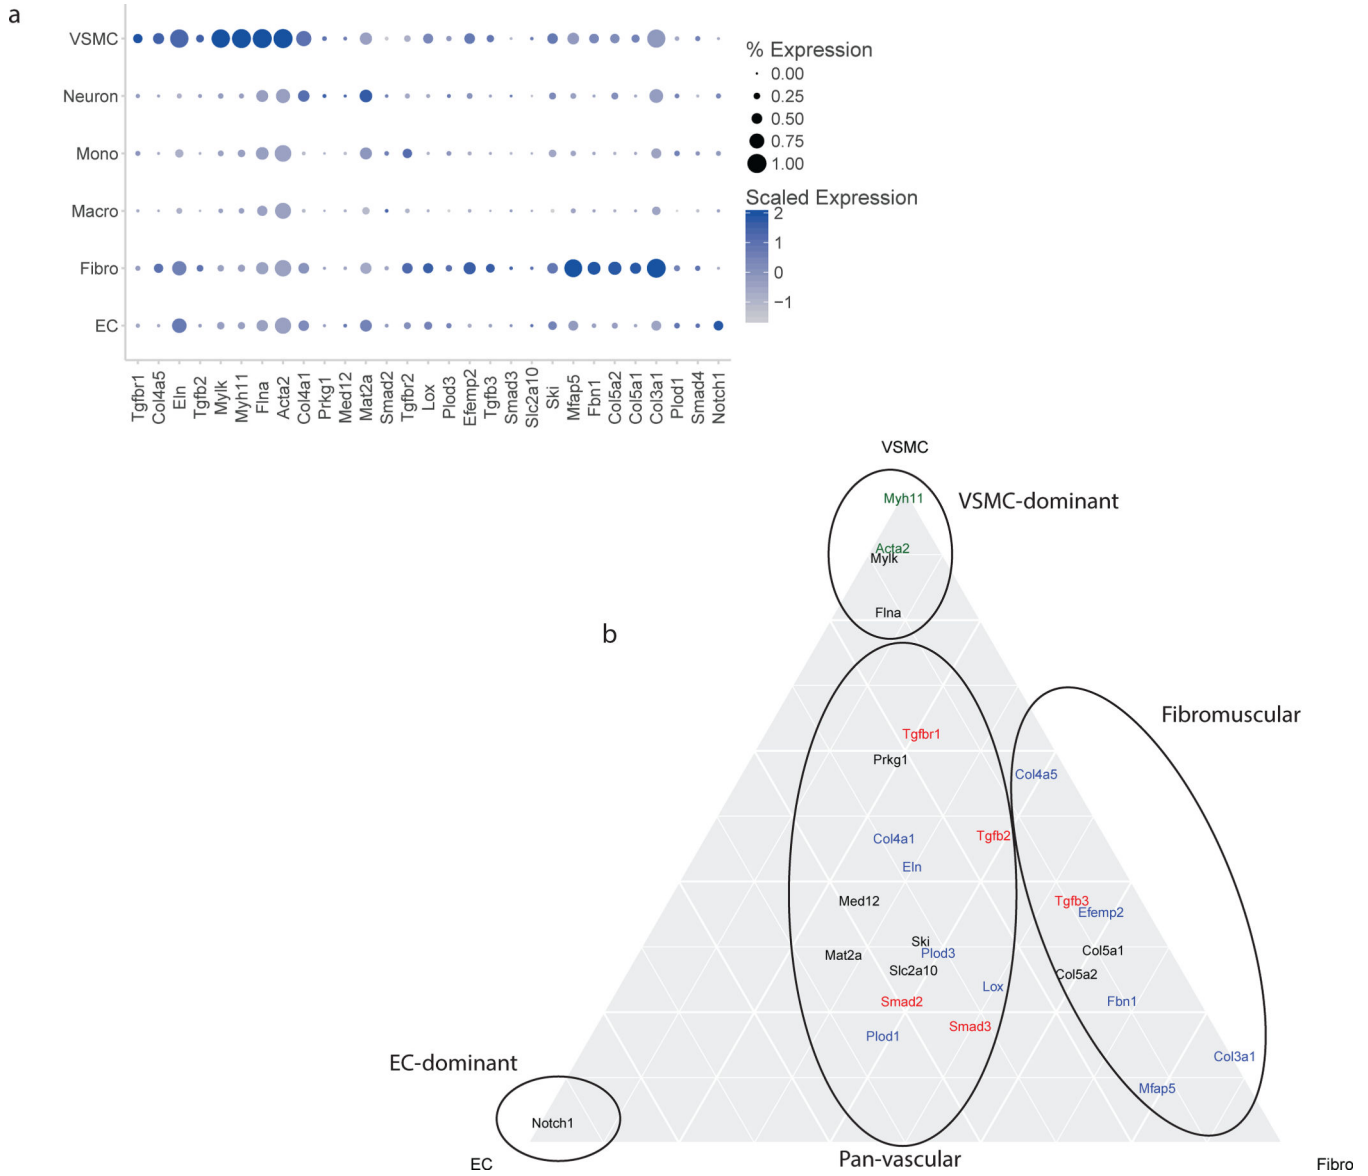 a
VSMC
Neuron
Mono
Macro
Fibro
EC
Tgfbr1 Col4a5 Eln Tgfb2 Mylk Myh11 Flna Acta2 Col4a1 Prkg1 Med12 Mat2a Smad2 Tgfbr2 Lox Plod3 Efemp2 Tgfb3 Smad3 Slc2a10 Ski Mfap5 Fbn1 Col5a2 Col5a1 Col3a1 Plod1 Smad4 Notch1
% Expression
0.00
0.25
0.50
0.75
1.00
Scaled Expression
2
1
0
−1
b
VSMC
Myh11
VSMC-dominant
Acta2
Mylk
Flna
Fibromuscular
Tgfbr1
Prkg1
Col4a5
Tgfb2
Col4a1
Eln
Med12
Tgfb3
Efemp2
Ski
Col5a1
Mat2a
Plod3
Slc2a10
Col5a2
Lox
Smad2
Fbn1
Smad3
Plod1
Col3a1
EC-dominant
Mfap5
Notch1
Pan-vascular
EC
Fibro